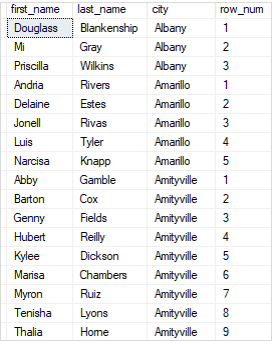 first_name last_name city row_num
Douglass Blankenship Albany 1
Mi Gray Albany 2
Priscilla Wilkins Albany 3
Andria Rivers Amarillo 1
Delaine Estes Amarillo 2
Jonell Rivas Amarillo 3
Luis Tyler Amarillo 4
Narcisa Knapp Amarillo 5
Abby Gamble Amityville 1
Barton Cox Amityville 2
Genny Fields Amityville 3
Hubert Reilly Amityville 4
Kylee Dickson Amityville 5
Marisa Chambers Amityville 6
Myron Ruiz Amityville 7
Tenisha Lyons Amityville 8
Thalia Horne Amityville 9